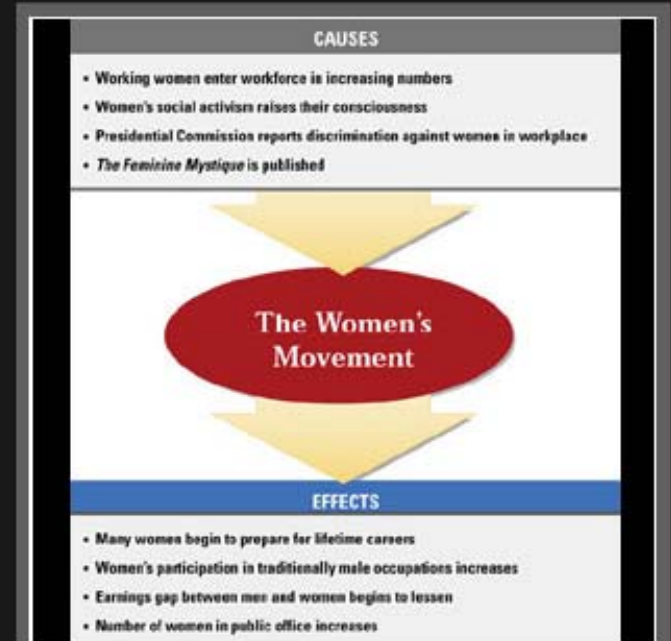 CAUSES
• Working women enter workforce in increasing numbers
• Women's social activism raises their consciousness
• Presidential Commission reports discrimination against women in workplace
• The Feminine Mystique is published
The Women's
Movement
EFFECTS
• Many women begin to prepare for lifetime careers
• Women's participation in traditionally male occupations increases
• Earnings gap between men and women begins to lessen
• Number of women in public office increases